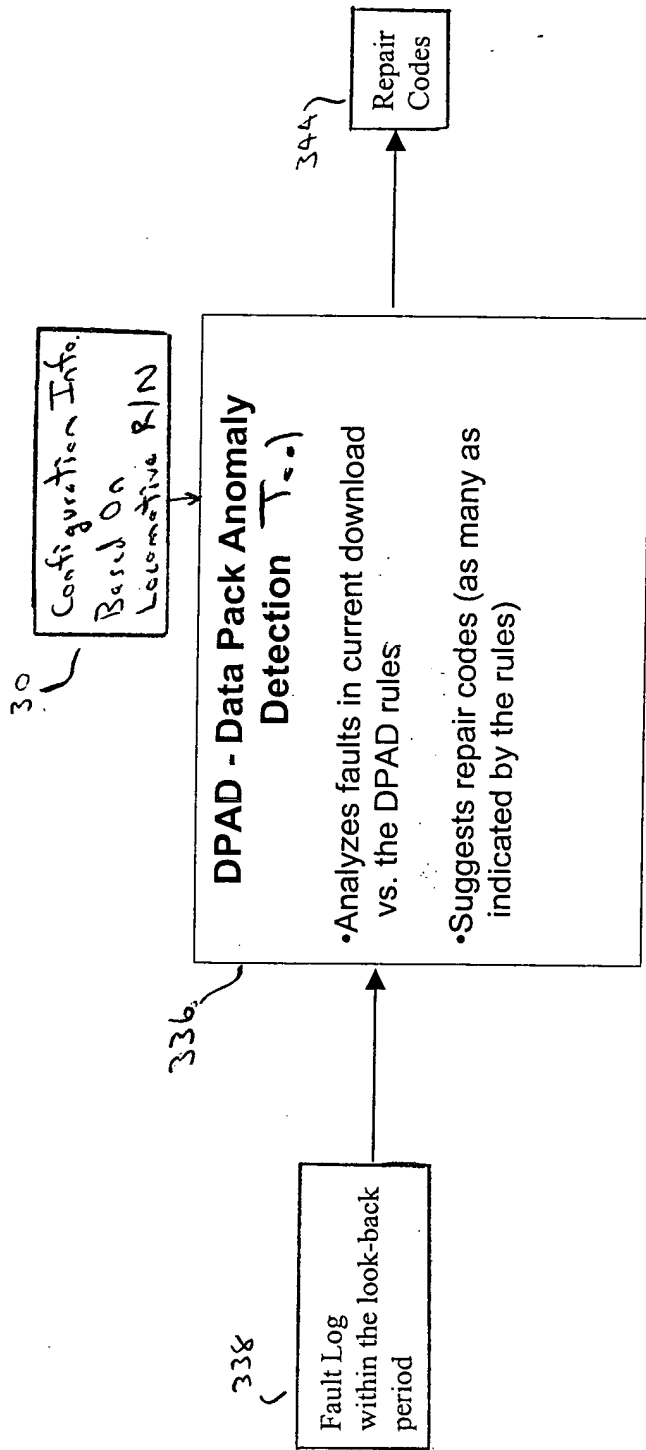 30
Configuration Info.
Based On
Locomotive R/N
336
DPAD - Data Pack Anomaly
Detection Tool
•Analyzes faults in current download
vs. the DPAD rules
•Suggests repair codes (as many as
indicated by the rules)
338
Fault Log
within the look-back
period
344
Repair
Codes